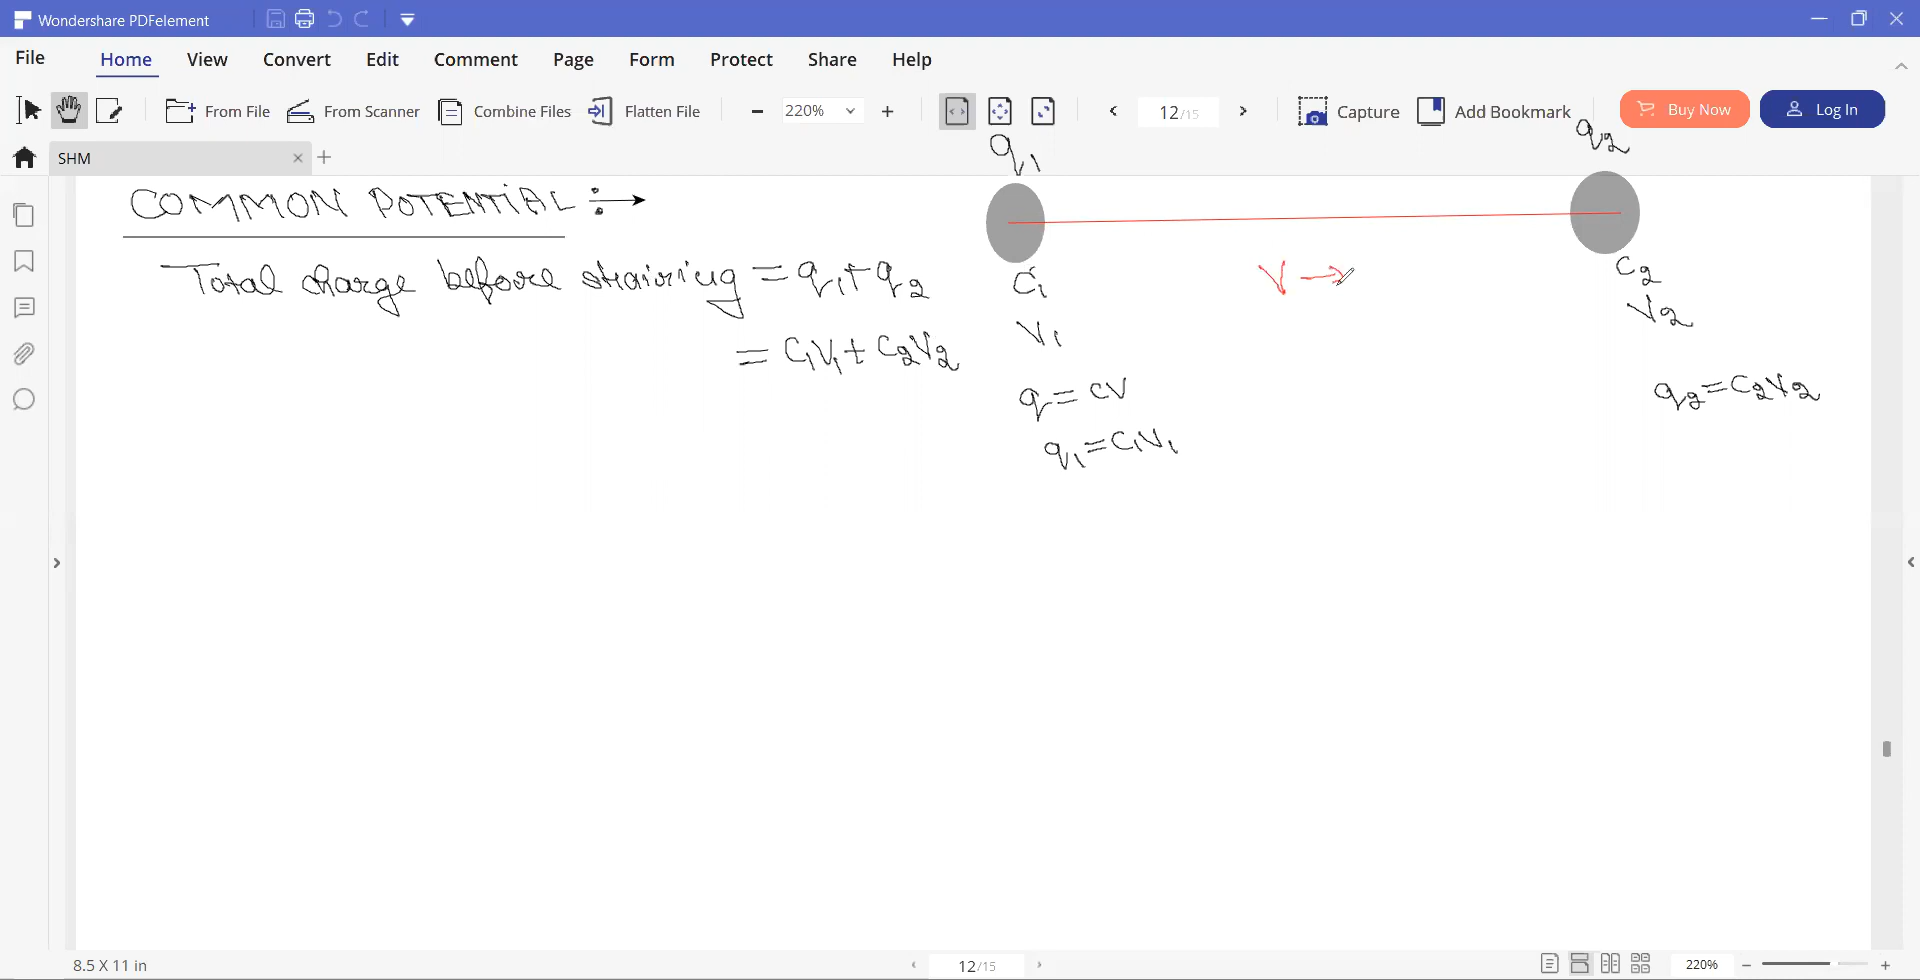 Wondershare PDFelement
File Home View Convert Edit Comment Page Form Protect Share Help
From File From Scanner Combine Files Flatten File 220% 12/15 Capture Add Bookmark Buy Now Log In
SHM
q1
q2
COMMON POTENTIAL :→
Total charge before = q1+q2
= C1V1 + C2V2
C1
V1
q = CV
q1 = C1V1
V →
C2
V2
q2 = C2V2
8.5 X 11 in 12/15 220%